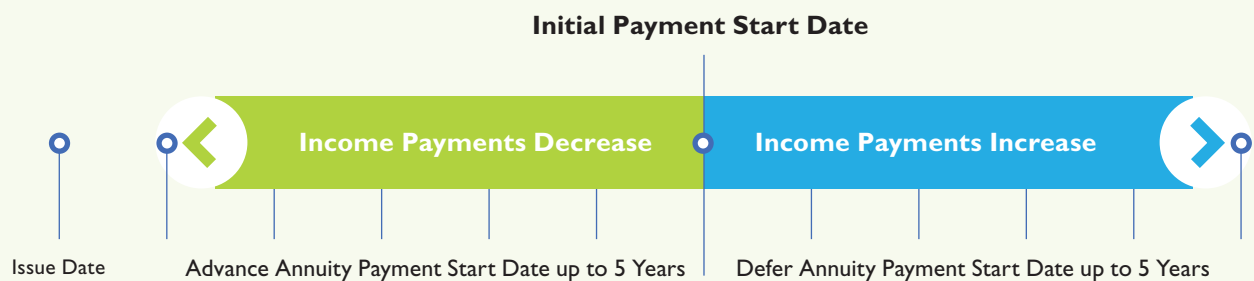 Initial Payment Start Date
Income Payments Decrease
Income Payments Increase
Issue Date
Advance Annuity Payment Start Date up to 5 Years
Defer Annuity Payment Start Date up to 5 Years